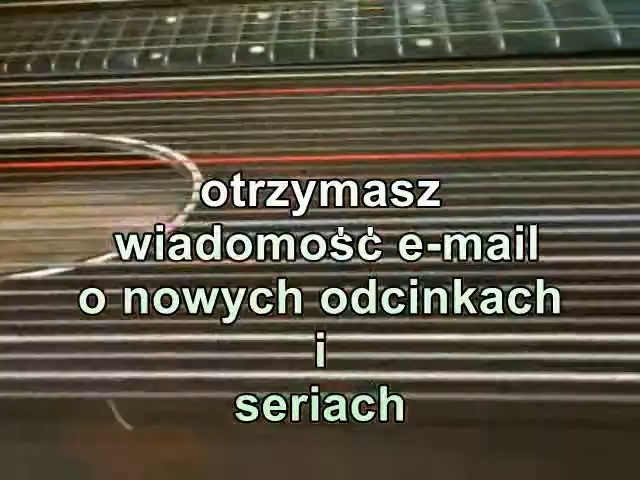 otrzymasz
wiadomość e-mail
o nowych odcinkach
i
seriach